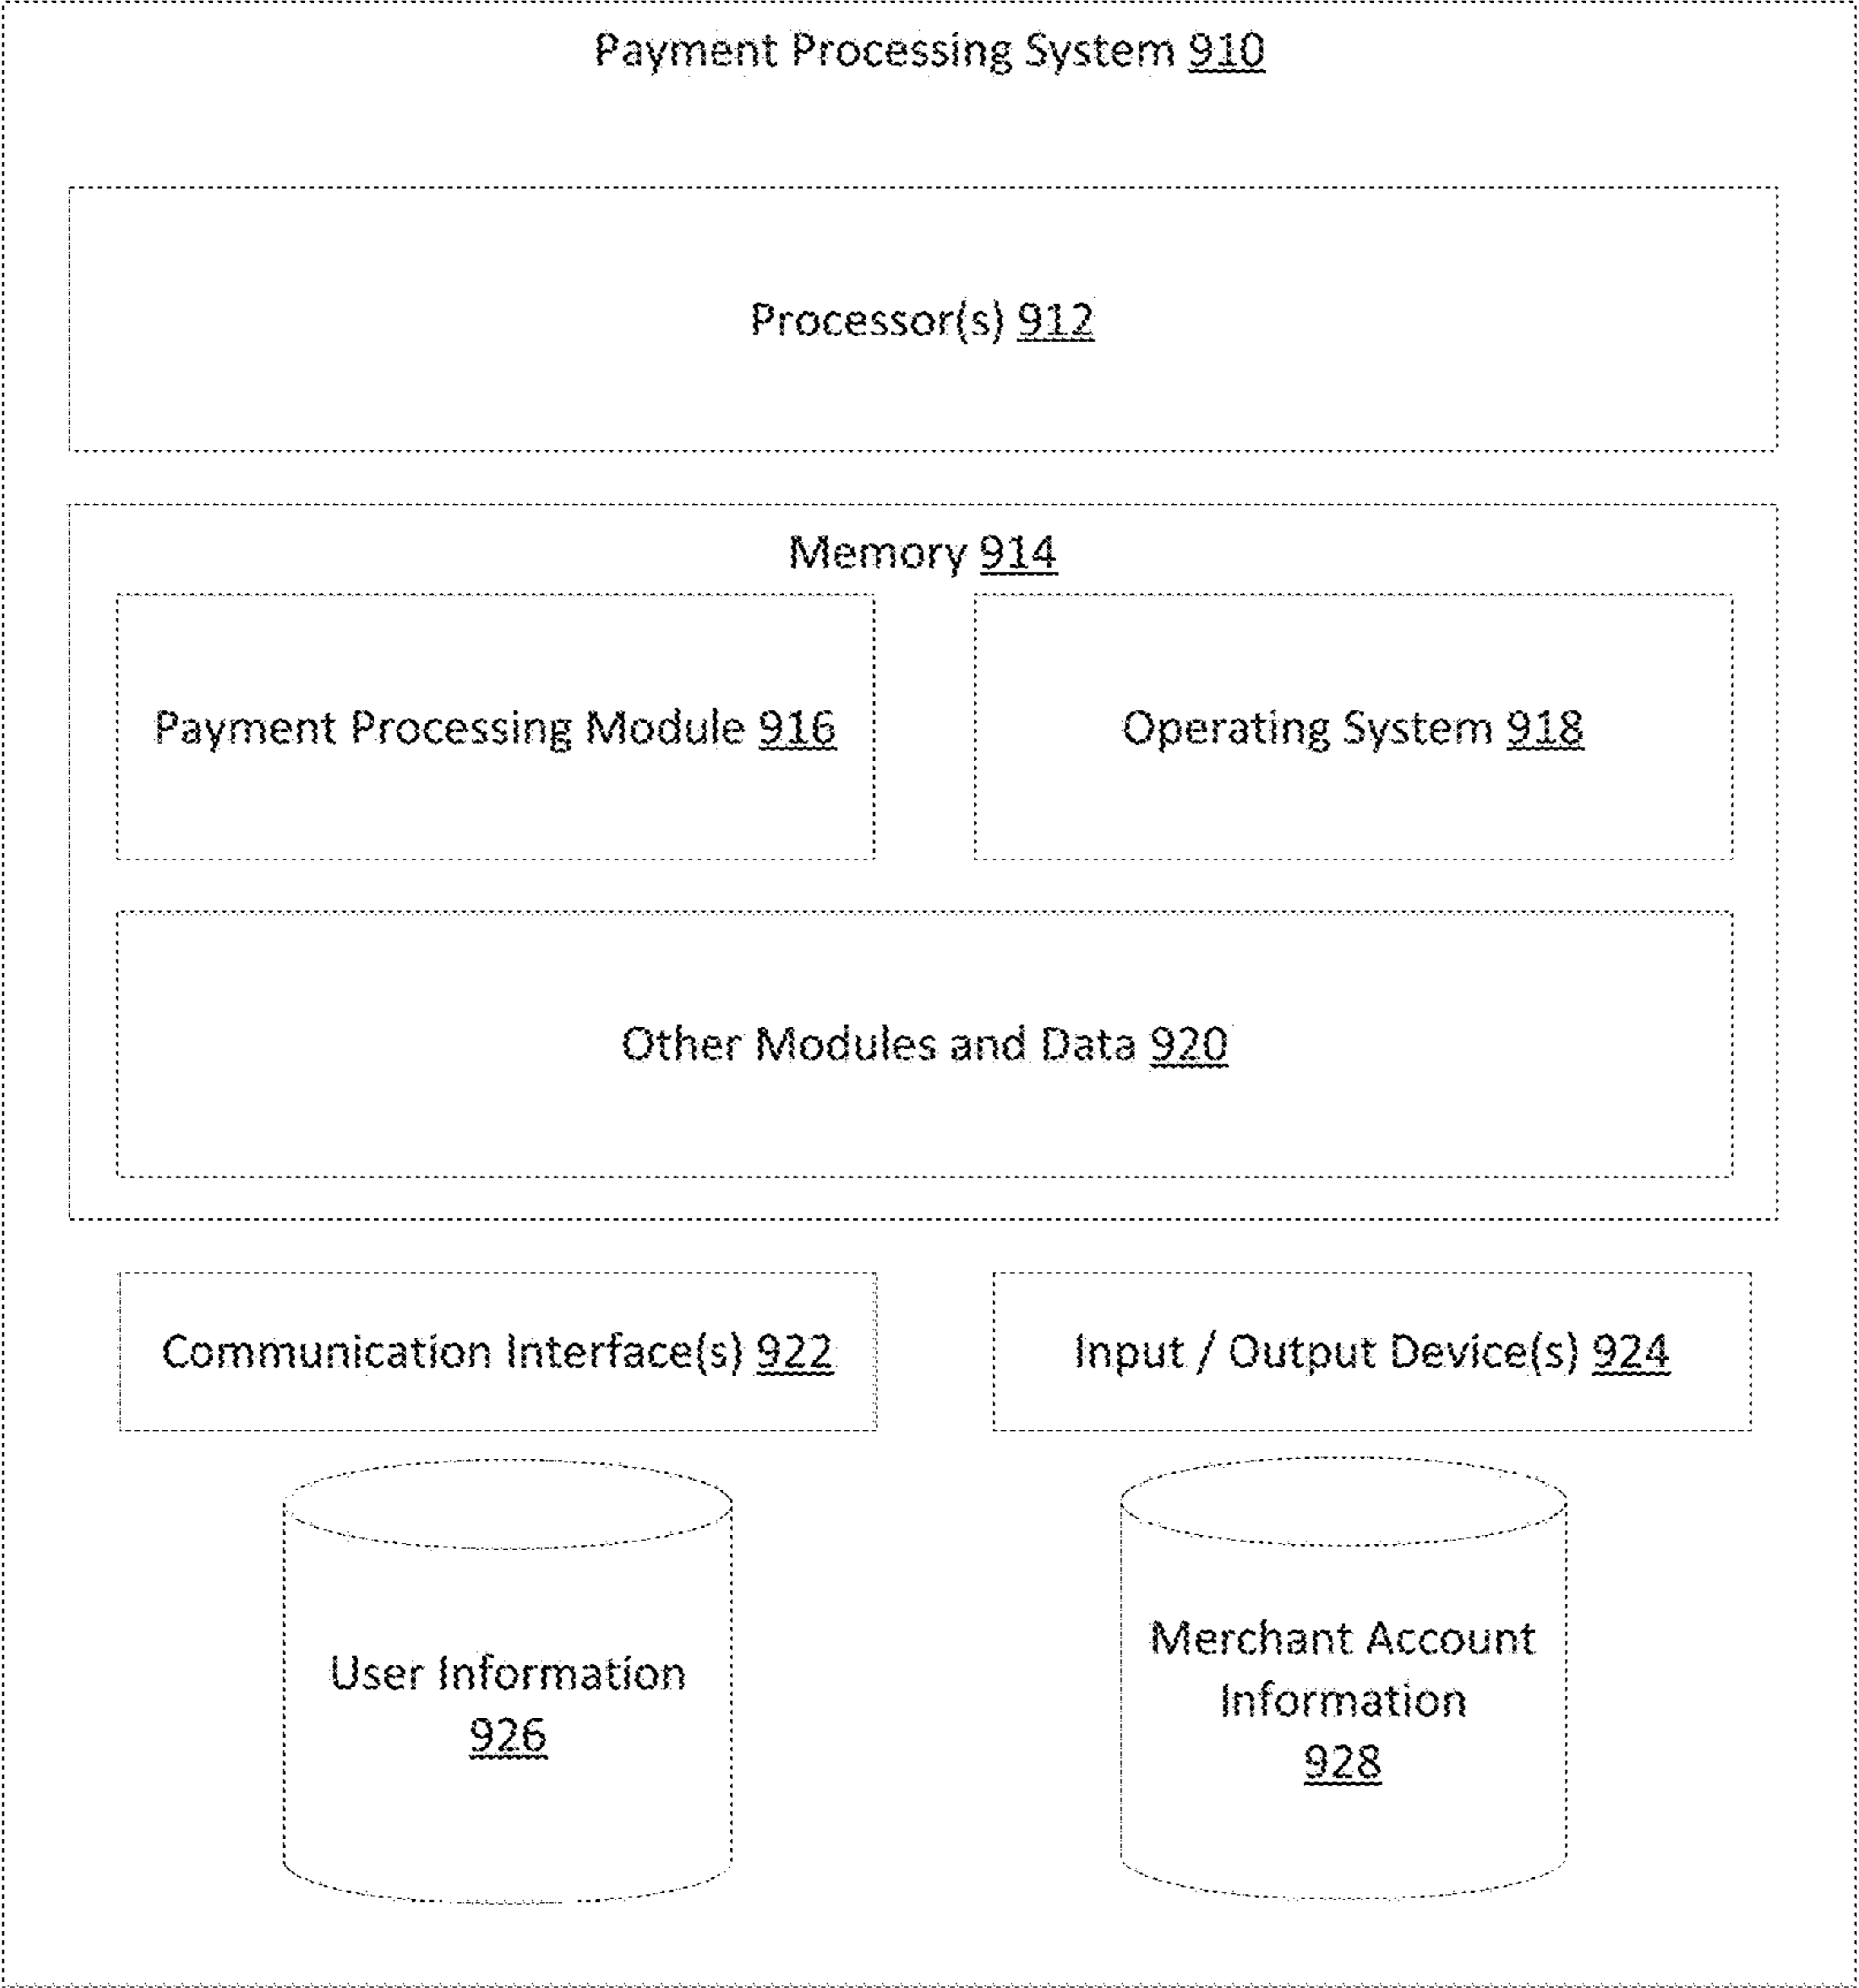 Payment Processing System 910
Processor(s) 912
Memory 914
Payment Processing Module 916
Operating System 918
Other Modules and Data 920
Communication Interface(s) 922
Input / Output Device(s) 924
User Information
926
Merchant Account
Information
928